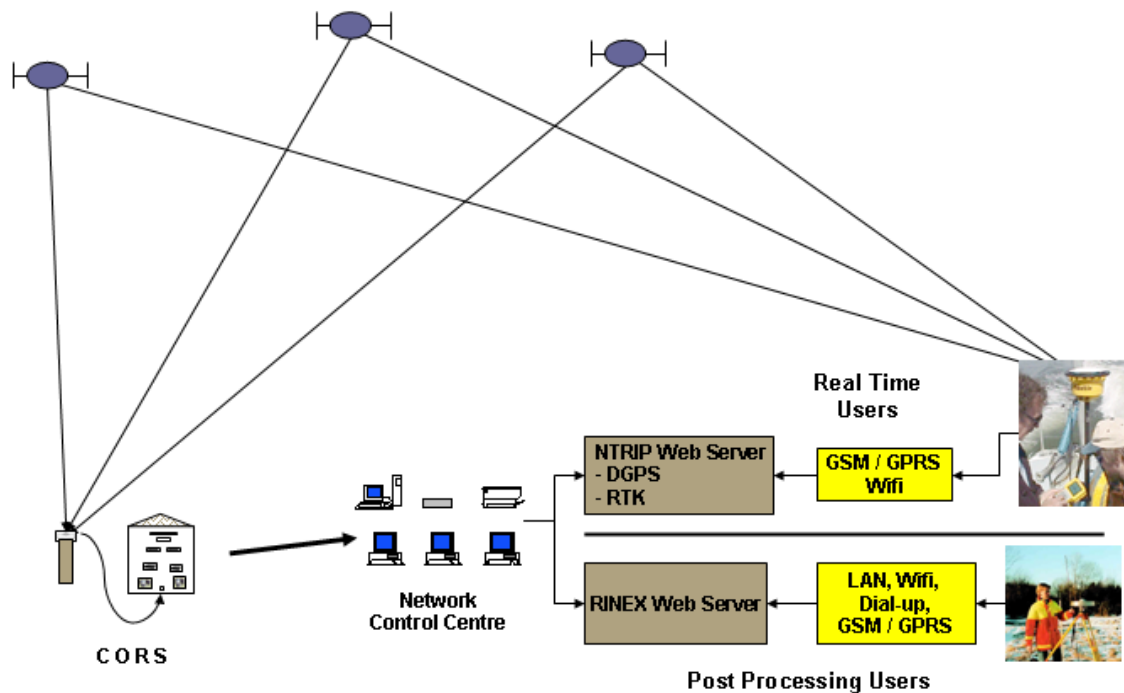 Real Time
Users
NTRIP Web Server
- DGPS
- RTK
GSM / GPRS
Wifi
Network
Control Centre
RINEX Web Server
LAN, Wifi,
Dial-up,
GSM / GPRS
CORS
Post Processing Users